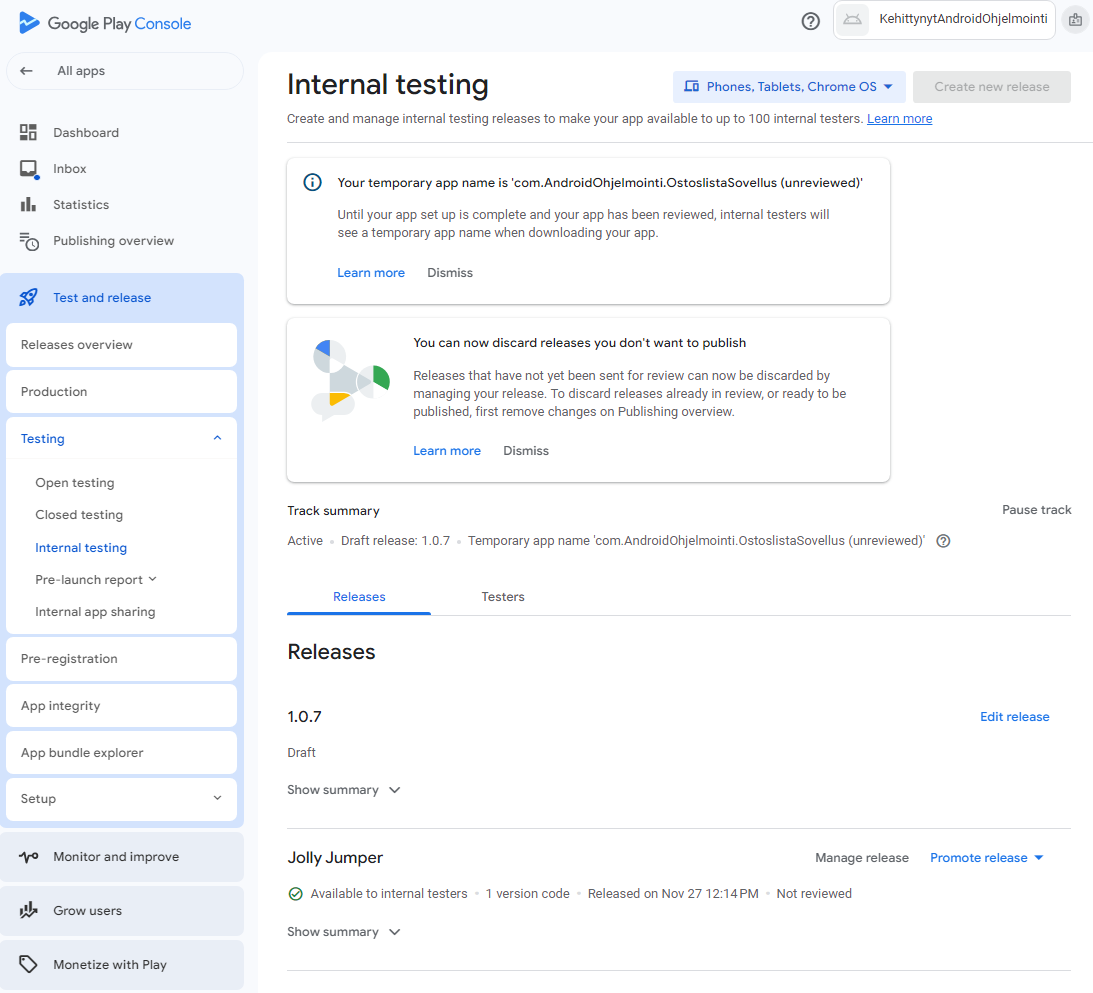 Google Play Console
KehittynytAndroidOhjelmointi
All apps
Dashboard
Inbox
Statistics
Publishing overview
Test and release
Releases overview
Production
Testing
Open testing
Closed testing
Internal testing
Pre-launch report
Internal app sharing
Pre-registration
App integrity
App bundle explorer
Setup
Monitor and improve
Grow users
Monetize with Play
Internal testing
Phones, Tablets, Chrome OS
Create new release
Create and manage internal testing releases to make your app available to up to 100 internal testers. Learn more
Your temporary app name is 'com.AndroidOhjelmointi.OstoslistaSovellus (unreviewed)'
Until your app set up is complete and your app has been reviewed, internal testers will
see a temporary app name when downloading your app.
Learn more Dismiss
You can now discard releases you don't want to publish
Releases that have not yet been sent for review can now be discarded by
managing your release. To discard releases already in review, or ready to be
published, first remove changes on Publishing overview.
Learn more Dismiss
Track summary
Pause track
Active • Draft release: 1.0.7 • Temporary app name 'com.AndroidOhjelmointi.OstoslistaSovellus (unreviewed)'
Releases Testers
Releases
1.0.7
Edit release
Draft
Show summary
Jolly Jumper
Manage release Promote release
Available to internal testers • 1 version code • Released on Nov 27 12:14 PM • Not reviewed
Show summary